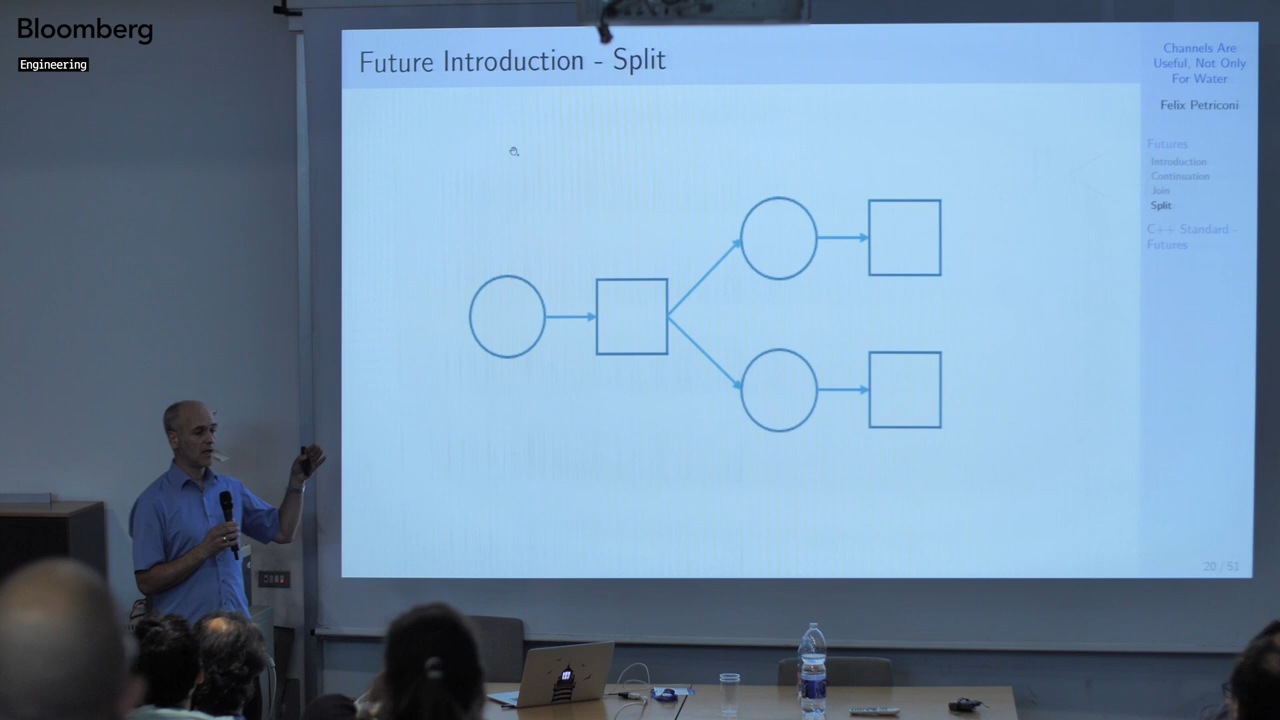 Bloomberg
Engineering
Future Introduction - Split
Channels Are
Useful, Not Only
For Water
Felix Petriconi
Futures
Introduction
Continuation
Join
Split
C++ Standard -
Futures
20 / 51